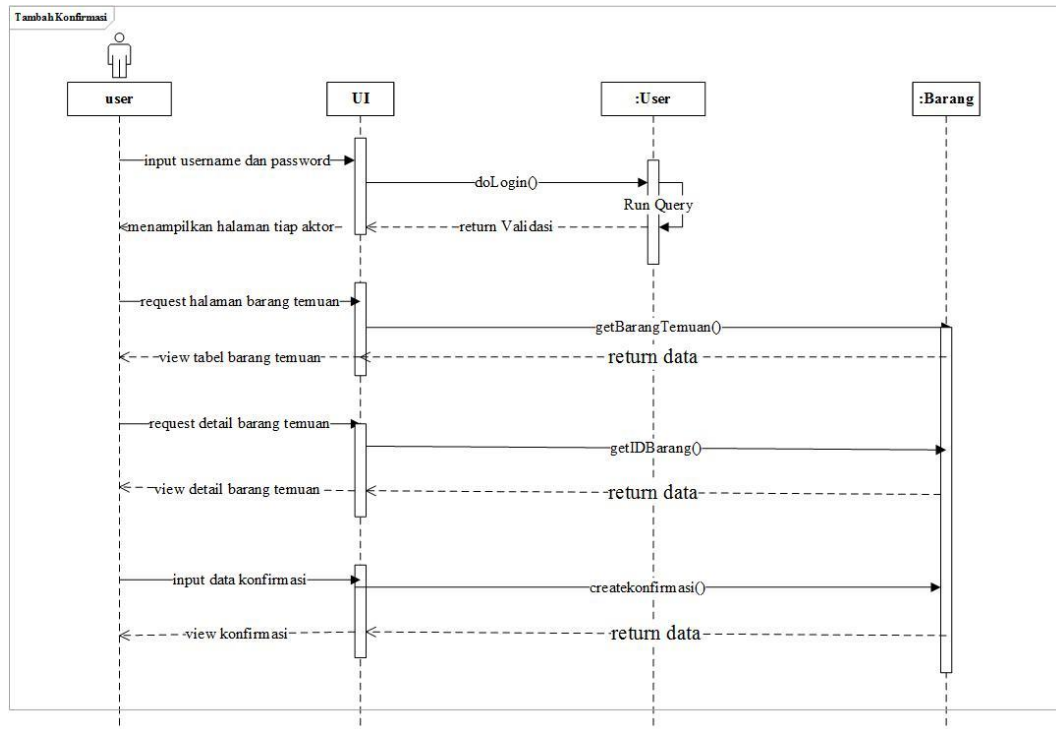 Tambah Konfirmasi
user
UI
:User
:Barang
input username dan password
doLogin()
Run Query
menampilkan halaman tiap aktor
return Validasi
request halaman barang temuan
getBarangTemuan()
view tabel barang temuan
return data
request detail barang temuan
getIDBarang()
view detail barang temuan
return data
input data konfirmasi
createkonfirmasi()
view konfirmasi
return data